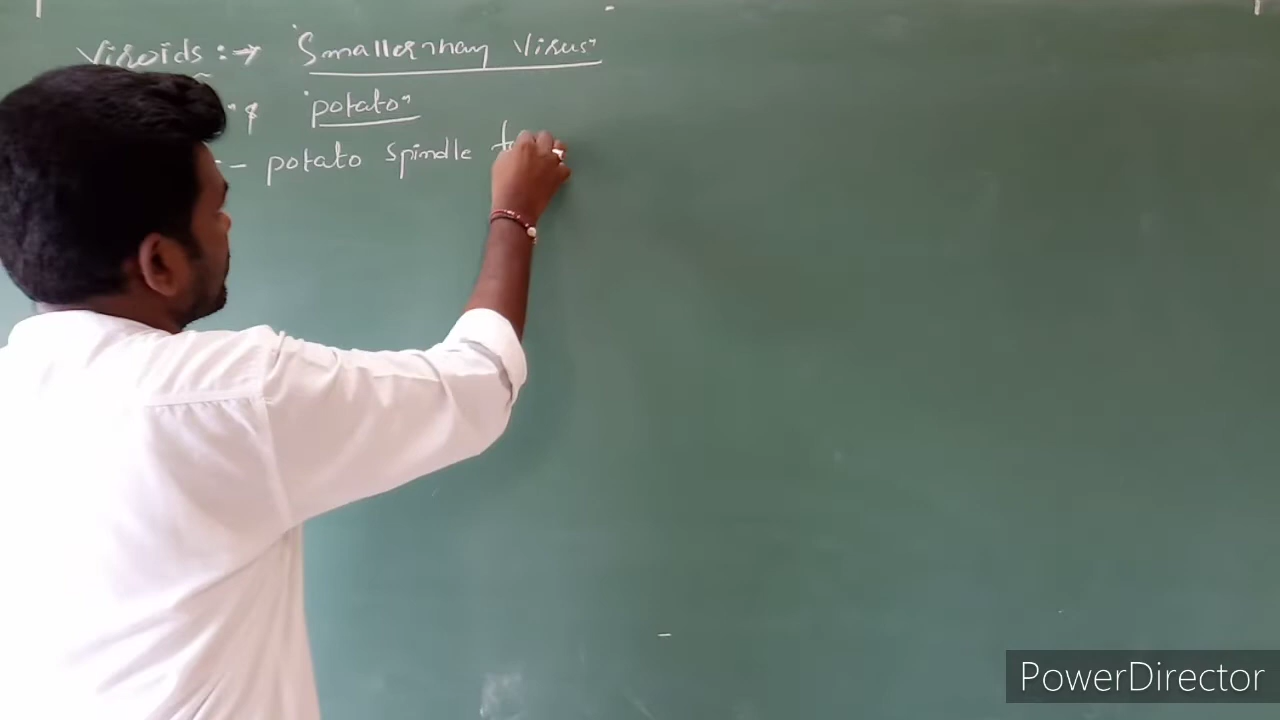 Viroids :→ "Smaller than Virus"
"potato"
- potato spindle
PowerDirector